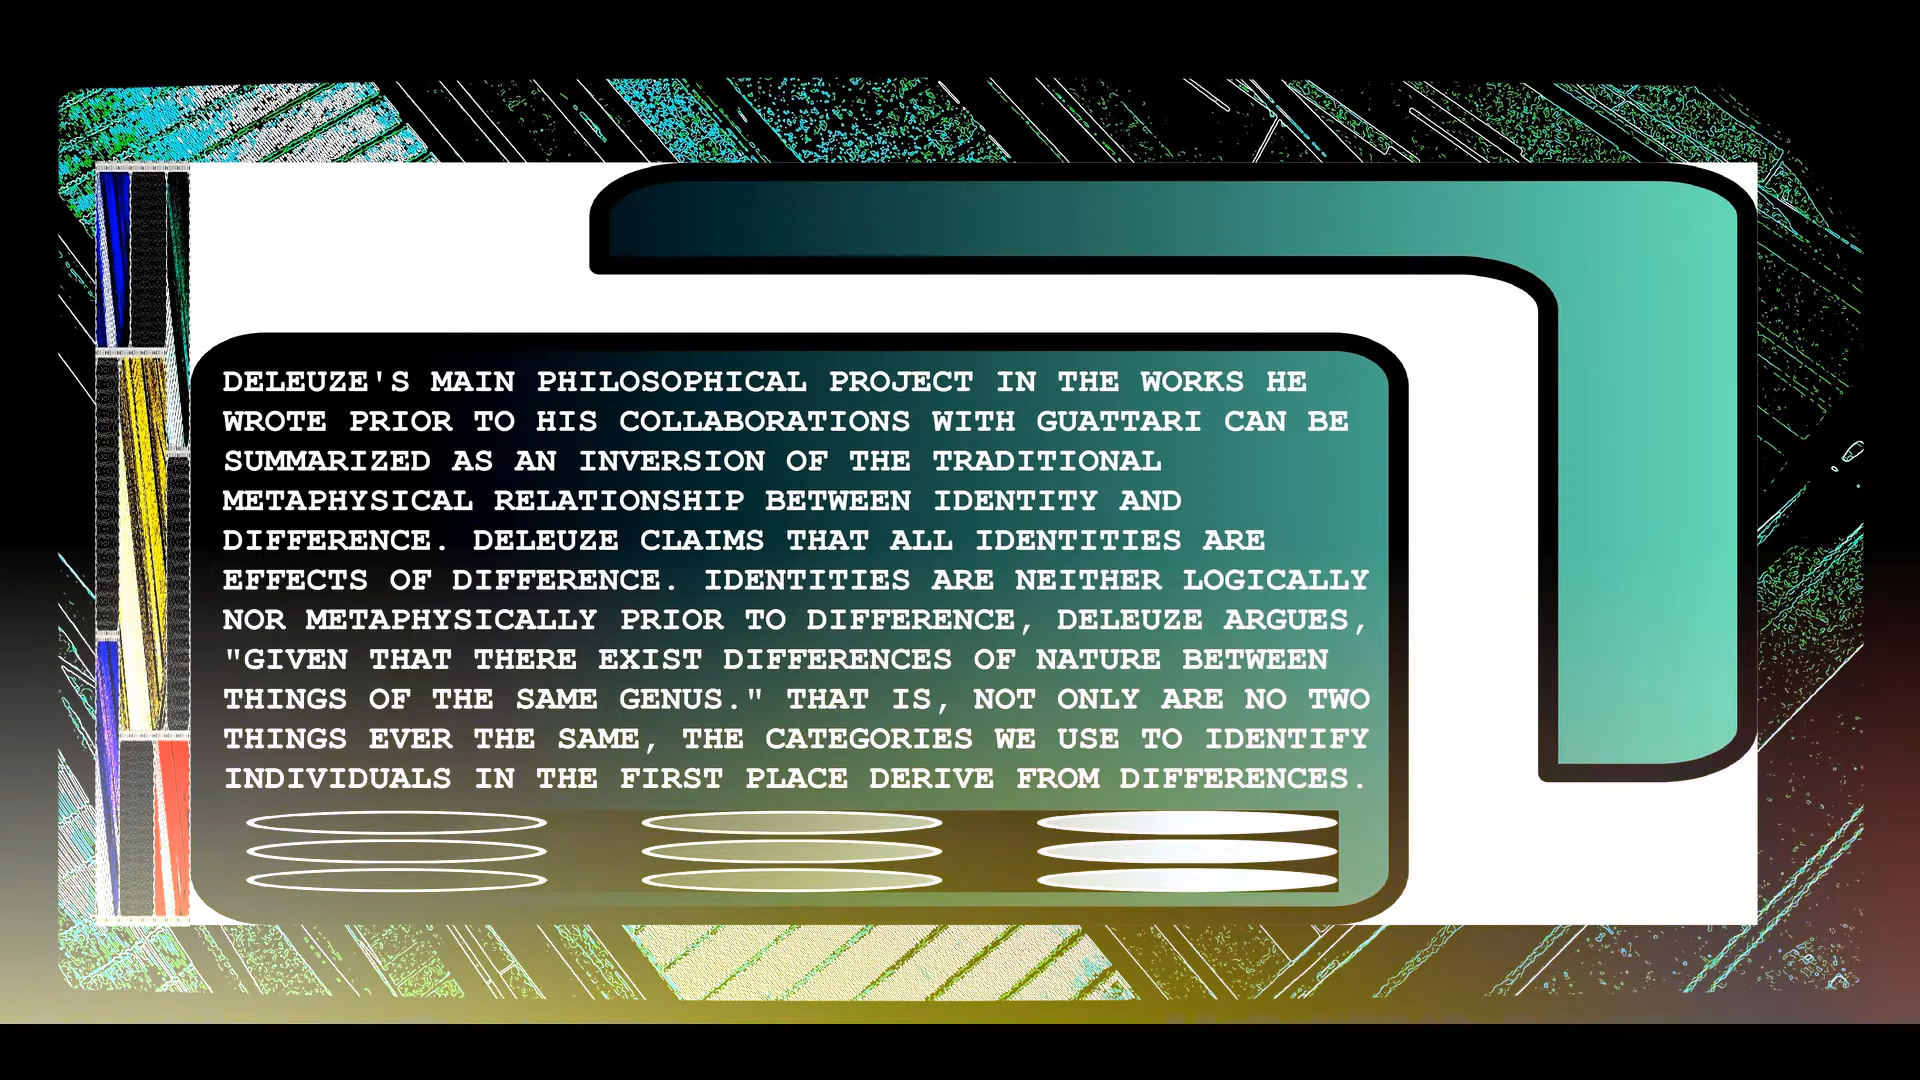 DELEUZE'S MAIN PHILOSOPHICAL PROJECT IN THE WORKS HE
WROTE PRIOR TO HIS COLLABORATIONS WITH GUATTARI CAN BE
SUMMARIZED AS AN INVERSION OF THE TRADITIONAL
METAPHYSICAL RELATIONSHIP BETWEEN IDENTITY AND
DIFFERENCE. DELEUZE CLAIMS THAT ALL IDENTITIES ARE
EFFECTS OF DIFFERENCE. IDENTITIES ARE NEITHER LOGICALLY
NOR METAPHYSICALLY PRIOR TO DIFFERENCE, DELEUZE ARGUES,
"GIVEN THAT THERE EXIST DIFFERENCES OF NATURE BETWEEN
THINGS OF THE SAME GENUS." THAT IS, NOT ONLY ARE NO TWO
THINGS EVER THE SAME, THE CATEGORIES WE USE TO IDENTIFY
INDIVIDUALS IN THE FIRST PLACE DERIVE FROM DIFFERENCES.